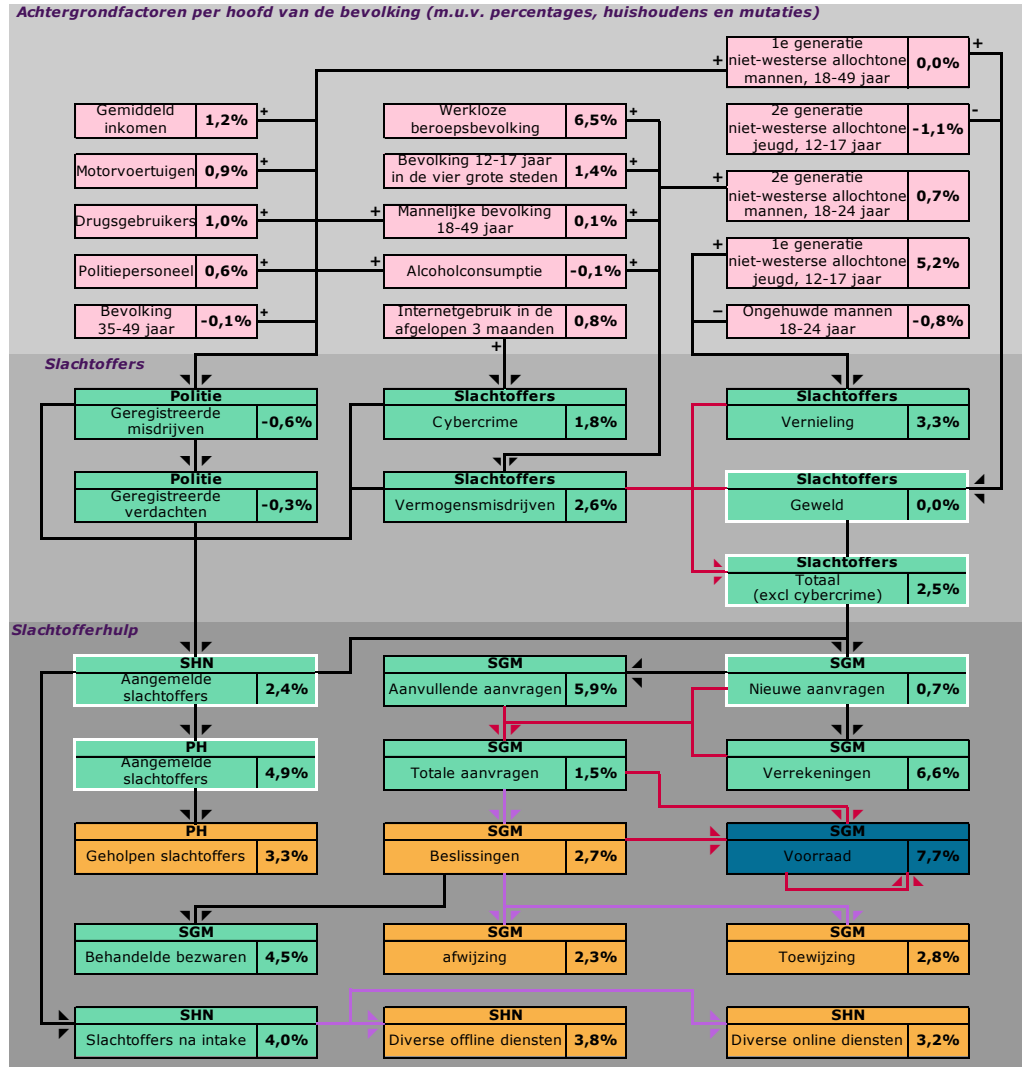 Achtergrondfactoren per hoofd van de bevolking (m.u.v. percentages, huishoudens en mutaties)
1e generatie
niet-westerse allochtone
mannen, 18-49 jaar
0,0%
+
+
Gemiddeld
inkomen
1,2%
+
Werkloze
beroepsbevolking
6,5%
+
2e generatie
niet-westerse allochtone
jeugd, 12-17 jaar
-1,1%
-
Motorvoertuigen
0,9%
+
Bevolking 12-17 jaar
in de vier grote steden
1,4%
+
2e generatie
niet-westerse allochtone
mannen, 18-24 jaar
0,7%
+
Drugsgebruikers
1,0%
+
+
Mannelijke bevolking
18-49 jaar
0,1%
+
1e generatie
niet-westerse allochtone
jeugd, 12-17 jaar
5,2%
+
Politiepersoneel
0,6%
+
+
Alcoholconsumptie
-0,1%
+
Bevolking
35-49 jaar
-0,1%
+
Internetgebruik in de
afgelopen 3 maanden
0,8%
+
–
Ongehuwde mannen
18-24 jaar
-0,8%
Slachtoffers
Politie
Geregistreerde
misdrijven
-0,6%
Slachtoffers
Cybercrime
1,8%
Slachtoffers
Vernieling
3,3%
Politie
Geregistreerde
verdachten
-0,3%
Slachtoffers
Vermogensmisdrijven
2,6%
Slachtoffers
Geweld
0,0%
Slachtoffers
Totaal
(excl cybercrime)
2,5%
Slachtofferhulp
SHN
Aangemelde
slachtoffers
2,4%
SGM
Aanvullende aanvragen
5,9%
SGM
Nieuwe aanvragen
0,7%
PH
Aangemelde
slachtoffers
4,9%
SGM
Totale aanvragen
1,5%
SGM
Verrekeningen
6,6%
PH
Geholpen slachtoffers
3,3%
SGM
Beslissingen
2,7%
SGM
Voorraad
7,7%
SGM
Behandelde bezwaren
4,5%
SGM
afwijzing
2,3%
SGM
Toewijzing
2,8%
SHN
Slachtoffers na intake
4,0%
SHN
Diverse offline diensten
3,8%
SHN
Diverse online diensten
3,2%